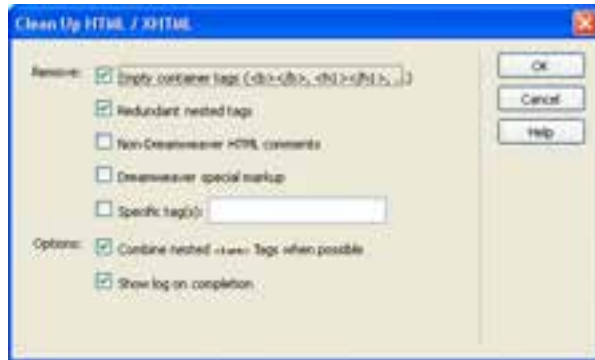 Clean Up HTML / XHTML
Remove: Empty container tags (<b></b>, <h1></h1>, ...)
OK
Redundant nested tags
Cancel
Non-Dreamweaver HTML comments
Help
Dreamweaver special markup
Specific tag(s):
Options: Combine nested <font> Tags when possible
Show log on completion